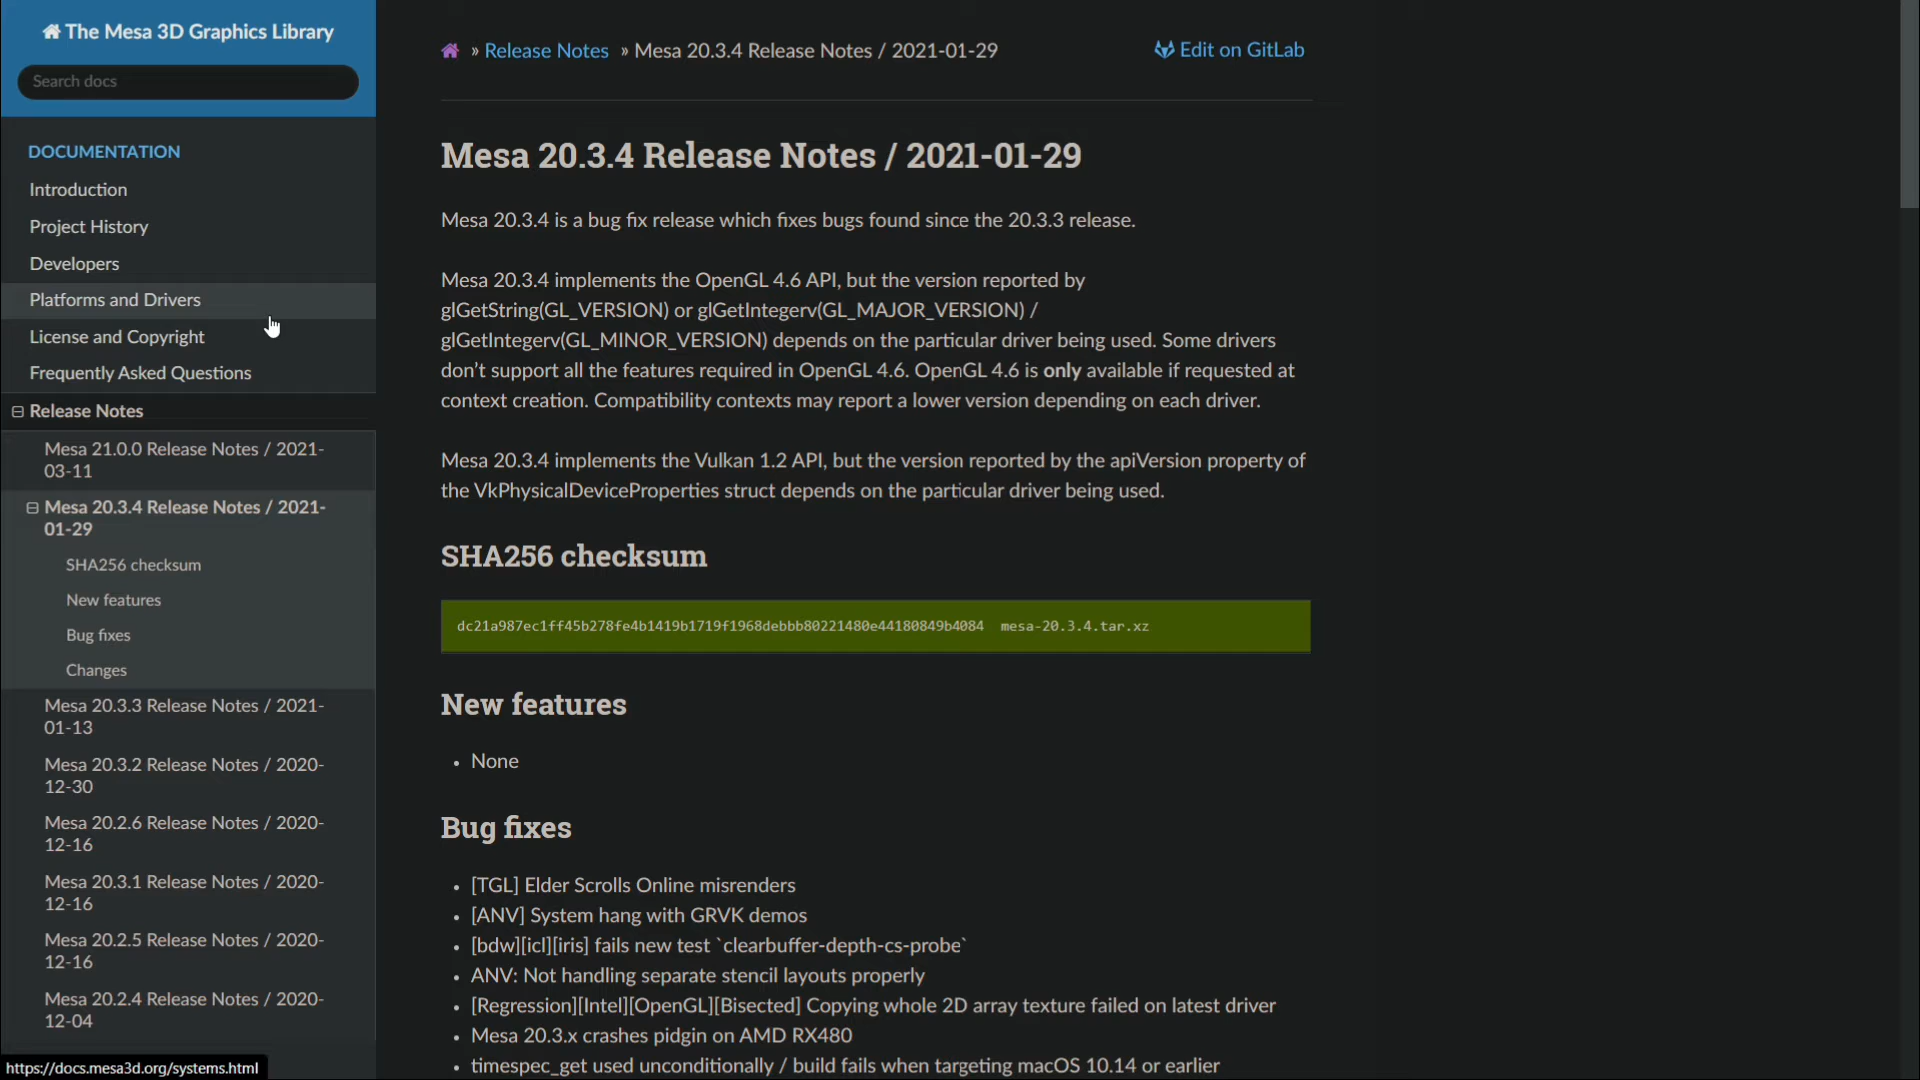 The Mesa 3D Graphics Library
Search docs
DOCUMENTATION
Introduction
Project History
Developers
Platforms and Drivers
License and Copyright
Frequently Asked Questions
Release Notes
Mesa 21.0.0 Release Notes / 2021-
03-11
Mesa 20.3.4 Release Notes / 2021-
01-29
SHA256 checksum
New features
Bug fixes
Changes
Mesa 20.3.3 Release Notes / 2021-
01-13
Mesa 20.3.2 Release Notes / 2020-
12-30
Mesa 20.2.6 Release Notes / 2020-
12-16
Mesa 20.3.1 Release Notes / 2020-
12-16
Mesa 20.2.5 Release Notes / 2020-
12-16
Mesa 20.2.4 Release Notes / 2020-
12-04
https://docs.mesa3d.org/systems.html
» Release Notes » Mesa 20.3.4 Release Notes / 2021-01-29
Edit on GitLab
Mesa 20.3.4 Release Notes / 2021-01-29
Mesa 20.3.4 is a bug fix release which fixes bugs found since the 20.3.3 release.
Mesa 20.3.4 implements the OpenGL 4.6 API, but the version reported by
glGetString(GL_VERSION) or glGetIntegerv(GL_MAJOR_VERSION) /
glGetIntegerv(GL_MINOR_VERSION) depends on the particular driver being used. Some drivers
don’t support all the features required in OpenGL 4.6. OpenGL 4.6 is only available if requested at
context creation. Compatibility contexts may report a lower version depending on each driver.
Mesa 20.3.4 implements the Vulkan 1.2 API, but the version reported by the apiVersion property of
the VkPhysicalDeviceProperties struct depends on the particular driver being used.
SHA256 checksum
dc21a987ec1ff45b278fe4b1419b1719f1968debbb80221480e44180849b4084  mesa-20.3.4.tar.xz
New features
• None
Bug fixes
• [TGL] Elder Scrolls Online misrenders
• [ANV] System hang with GRVK demos
• [bdw][icl][iris] fails new test `clearbuffer-depth-cs-probe`
• ANV: Not handling separate stencil layouts properly
• [Regression][Intel][OpenGL][Bisected] Copying whole 2D array texture failed on latest driver
• Mesa 20.3.x crashes pidgin on AMD RX480
• timespec_get used unconditionally / build fails when targeting macOS 10.14 or earlier